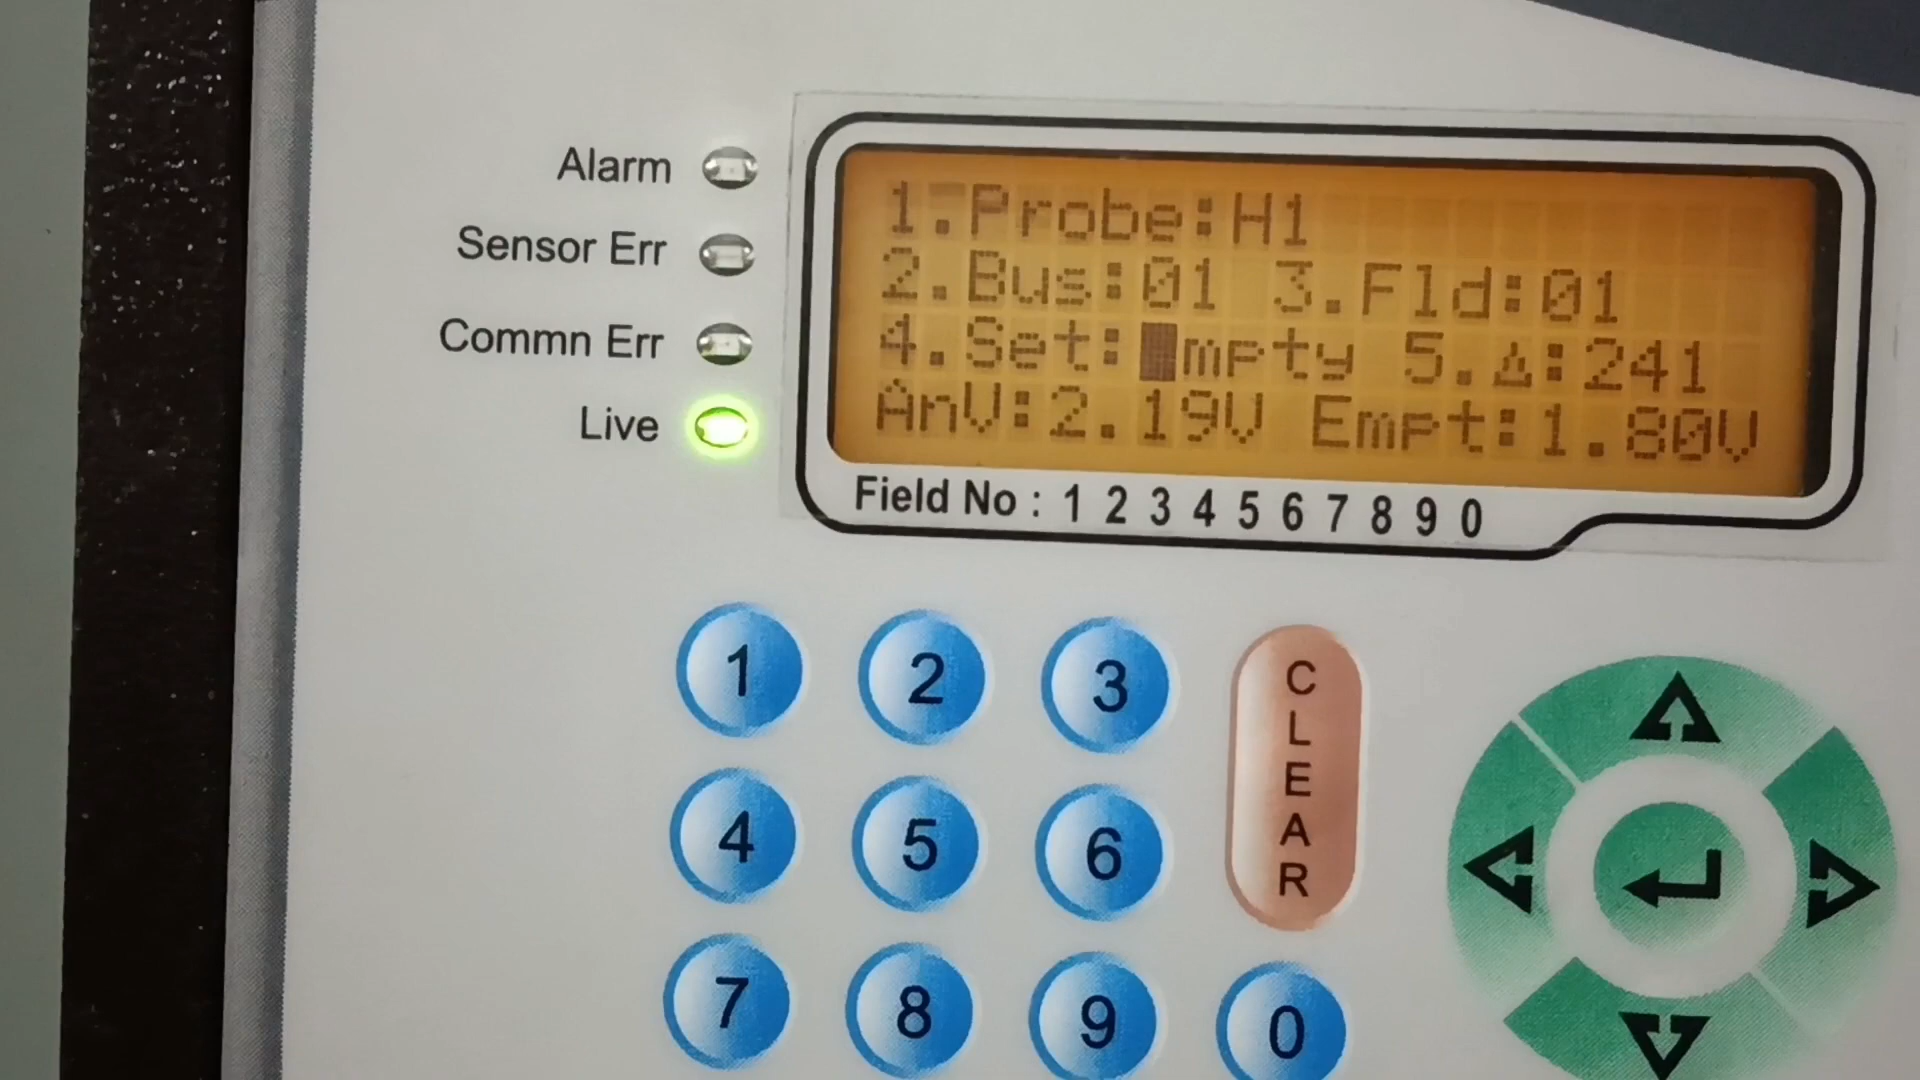 Alarm
Sensor Err
Commn Err
Live
1.Probe:H1
2.Bus:01 3.Fld:01
4.Set:█mpty 5.Δ:241
AnV:2.19V Empt:1.80V
Field No : 1 2 3 4 5 6 7 8 9 0
1 2 3
4 5 6
7 8 9 0
CLEAR